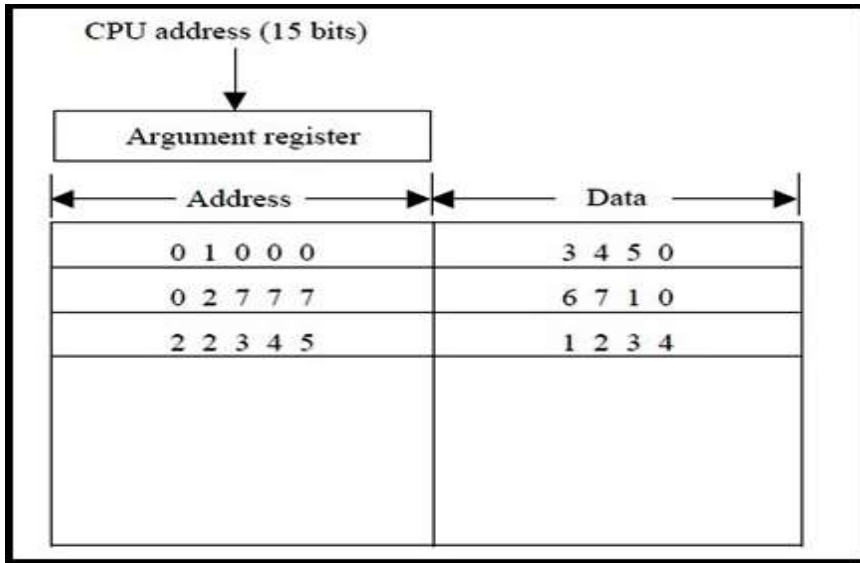 CPU address (15 bits)
Argument register
Address Data
0 1 0 0 0 3 4 5 0
0 2 7 7 7 6 7 1 0
2 2 3 4 5 1 2 3 4